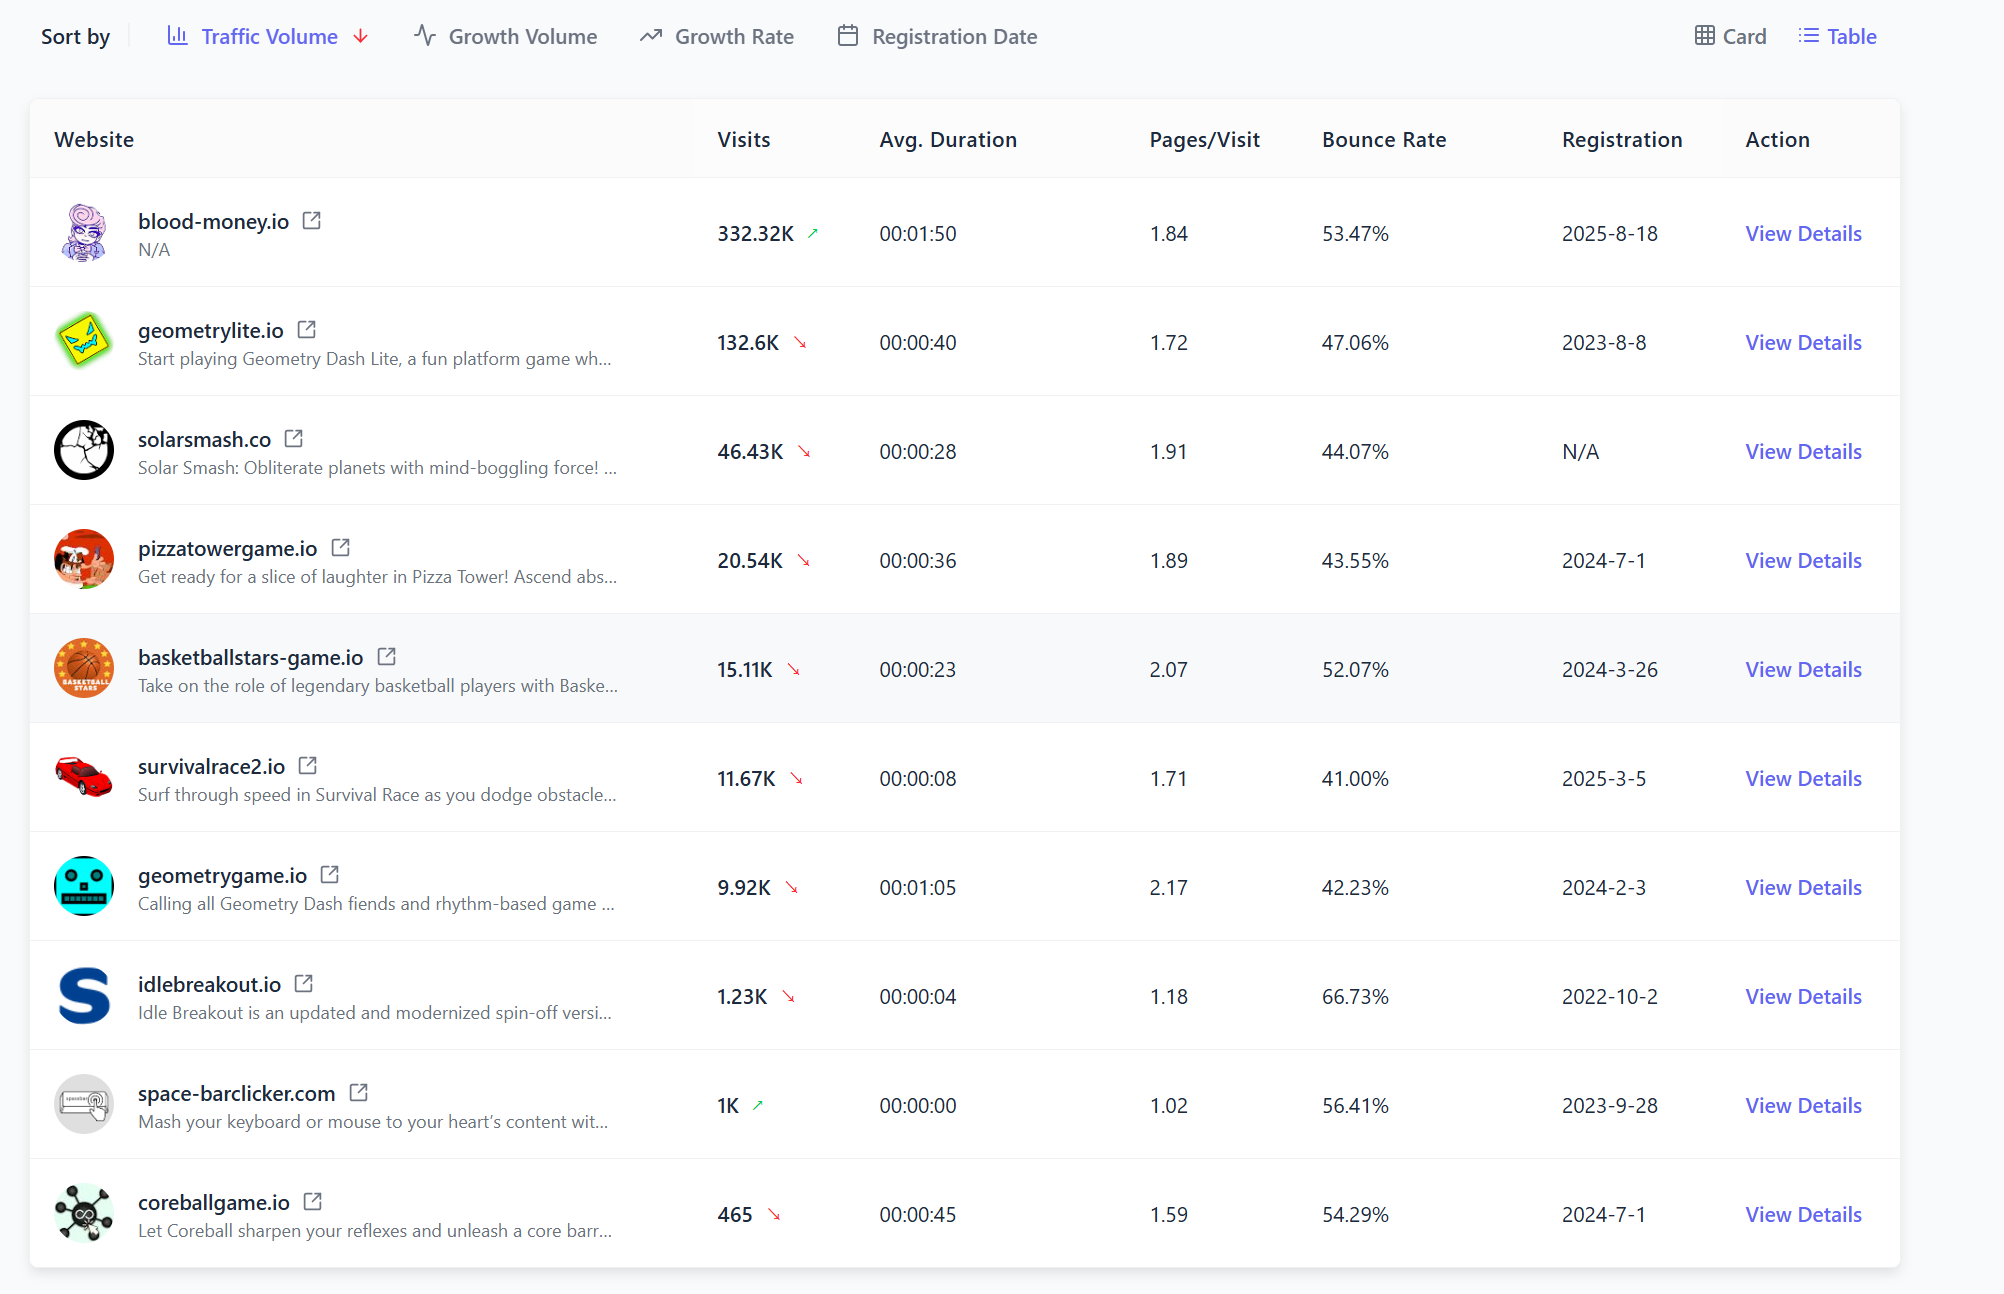 Sort by Traffic Volume Growth Volume Growth Rate Registration Date Card Table
Website Visits Avg. Duration Pages/Visit Bounce Rate Registration Action
blood-money.io
N/A
332.32K 00:01:50 1.84 53.47% 2025-8-18 View Details
geometrylite.io
Start playing Geometry Dash Lite, a fun platform game wh...
132.6K 00:00:40 1.72 47.06% 2023-8-8 View Details
solarsmash.co
Solar Smash: Obliterate planets with mind-boggling force! ...
46.43K 00:00:28 1.91 44.07% N/A View Details
pizzatowergame.io
Get ready for a slice of laughter in Pizza Tower! Ascend abs...
20.54K 00:00:36 1.89 43.55% 2024-7-1 View Details
BASKETBALL
STARS
basketballstars-game.io
Take on the role of legendary basketball players with Baske...
15.11K 00:00:23 2.07 52.07% 2024-3-26 View Details
survivalrace2.io
Surf through speed in Survival Race as you dodge obstacle...
11.67K 00:00:08 1.71 41.00% 2025-3-5 View Details
geometrygame.io
Calling all Geometry Dash fiends and rhythm-based game ...
9.92K 00:01:05 2.17 42.23% 2024-2-3 View Details
S
idlebreakout.io
Idle Breakout is an updated and modernized spin-off versi...
1.23K 00:00:04 1.18 66.73% 2022-10-2 View Details
space-barclicker.com
Mash your keyboard or mouse to your heart's content wit...
1K 00:00:00 1.02 56.41% 2023-9-28 View Details
coreballgame.io
Let Coreball sharpen your reflexes and unleash a core barr...
465 00:00:45 1.59 54.29% 2024-7-1 View Details